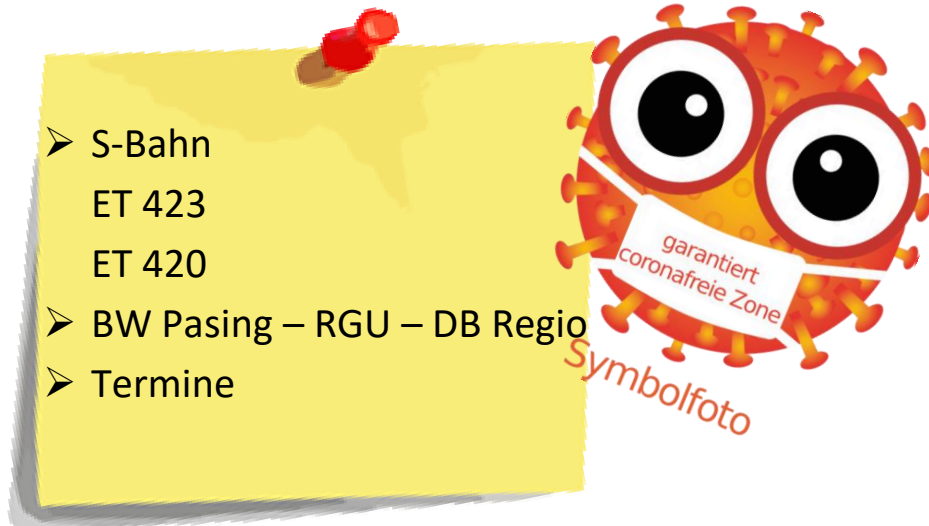 ➢ S-Bahn
ET 423
ET 420
➢ BW Pasing – RGU – DB Regio
➢ Termine
garantiert
coronafreie Zone
Symbolfoto